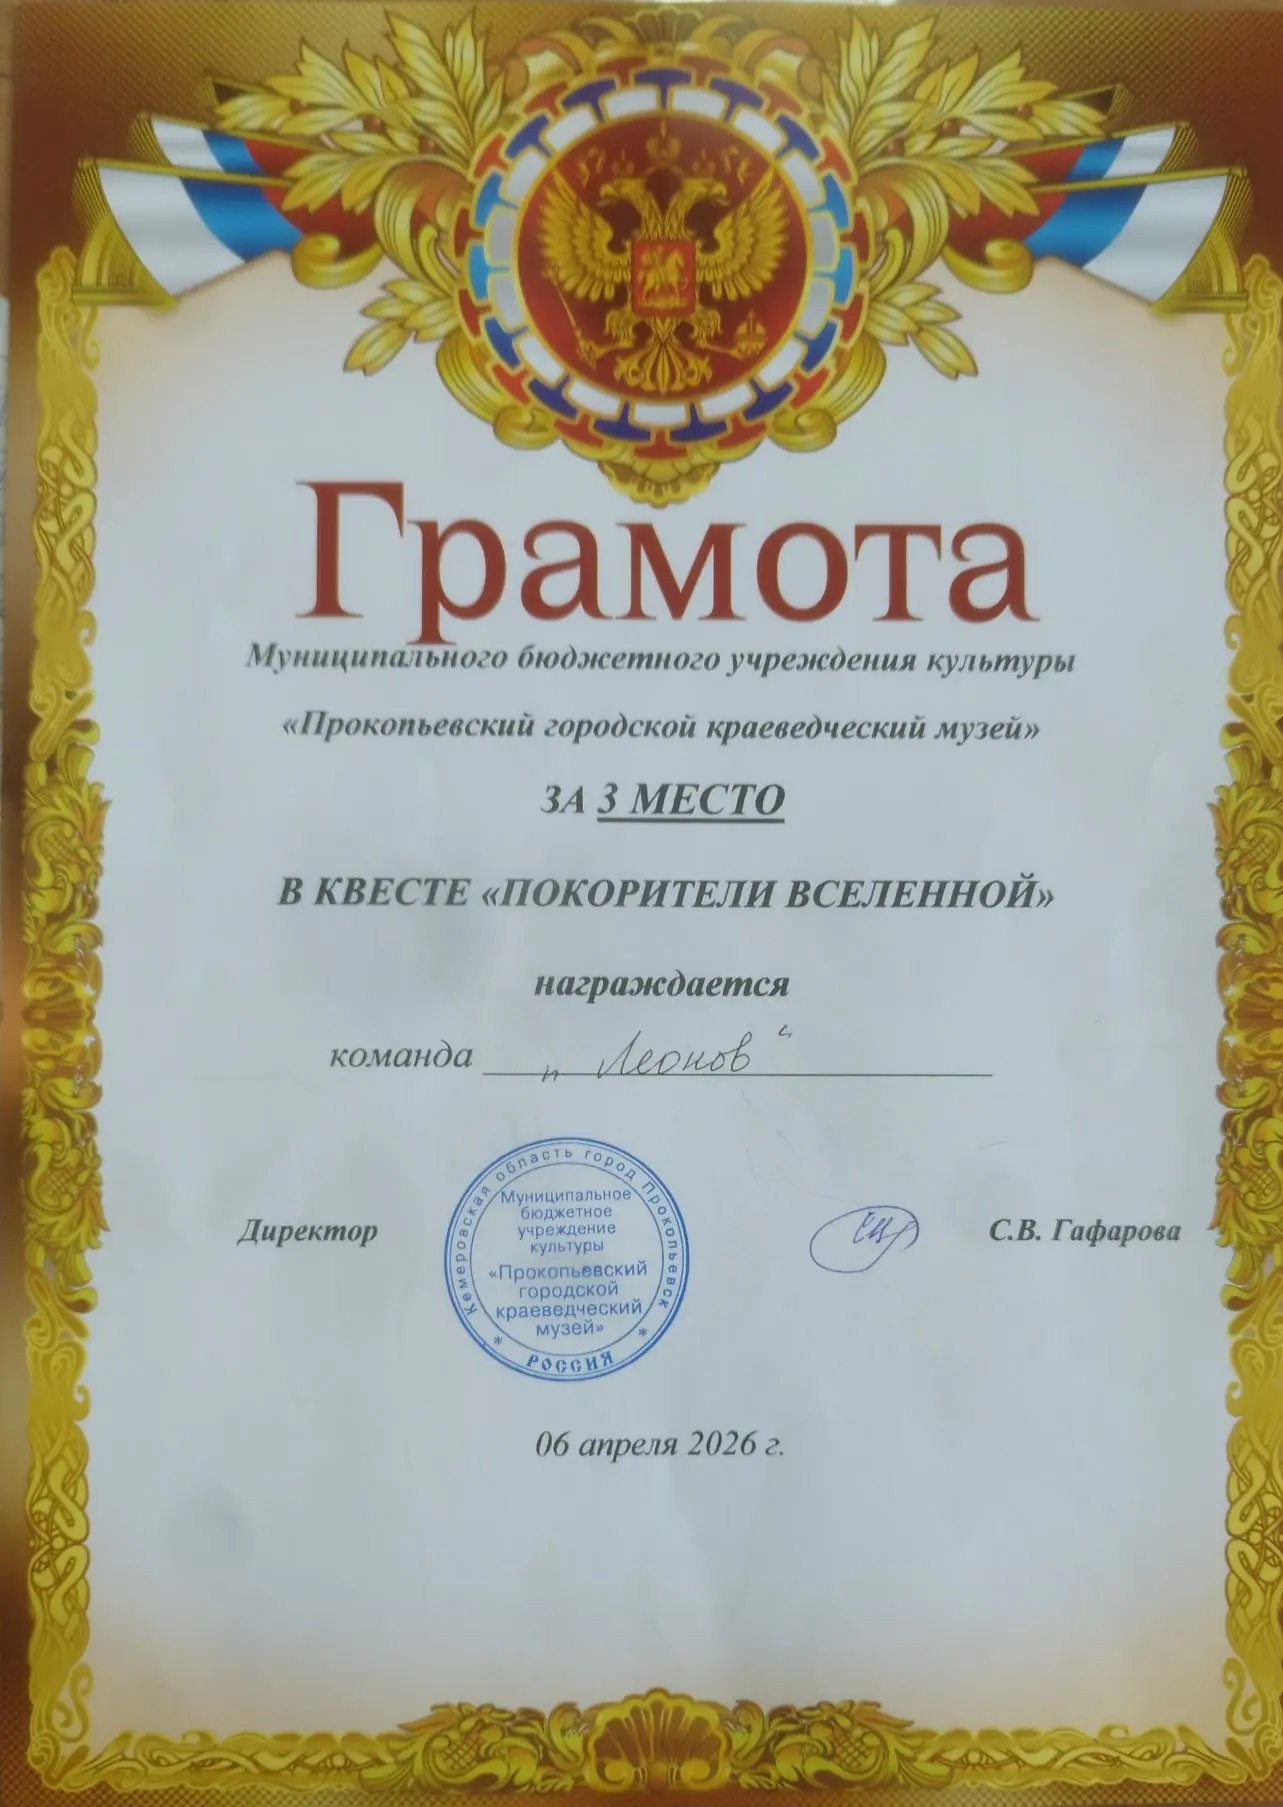 Грамота
Муниципального бюджетного учреждения культуры
«Прокопьевский городской краеведческий музей»
ЗА 3 МЕСТО
В КВЕСТЕ «ПОКОРИТЕЛИ ВСЕЛЕННОЙ»
награждается
команда „ Леонов “
Кемеровская область город Прокопьевск
Муниципальное
бюджетное
учреждение
культуры
«Прокопьевский
городской
краеведческий
музей»
* РОССИЯ *
Директор
С.В. Гафарова
06 апреля 2026 г.